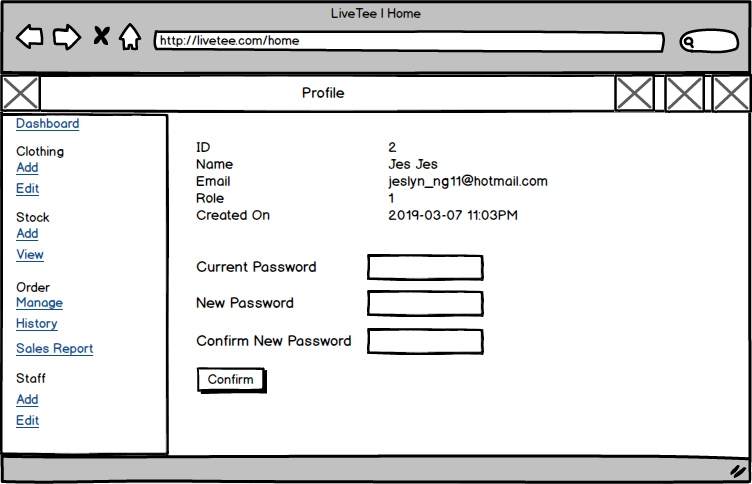 LiveTee | Home
http://livetee.com/home
Profile
Dashboard
Clothing
Add
Edit
Stock
Add
View
Order
Manage
History
Sales Report
Staff
Add
Edit
ID 2
Name Jes Jes
Email jeslyn_ng11@hotmail.com
Role 1
Created On 2019-03-07 11:03PM
Current Password
New Password
Confirm New Password
Confirm